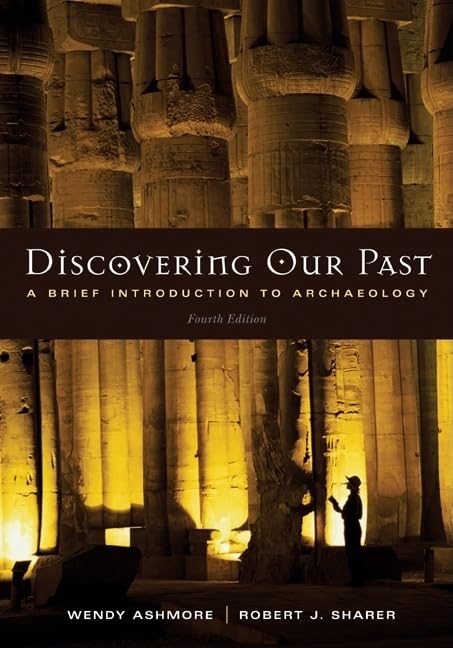 DISCOVERING OUR PAST
A BRIEF INTRODUCTION TO ARCHAEOLOGY
Fourth Edition
WENDY ASHMORE | ROBERT J. SHARER